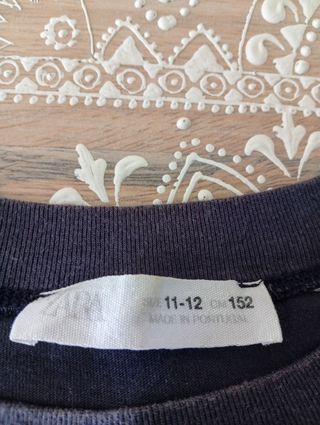 ZARA
SIZE 11-12 CM 152
MADE IN PORTUGAL